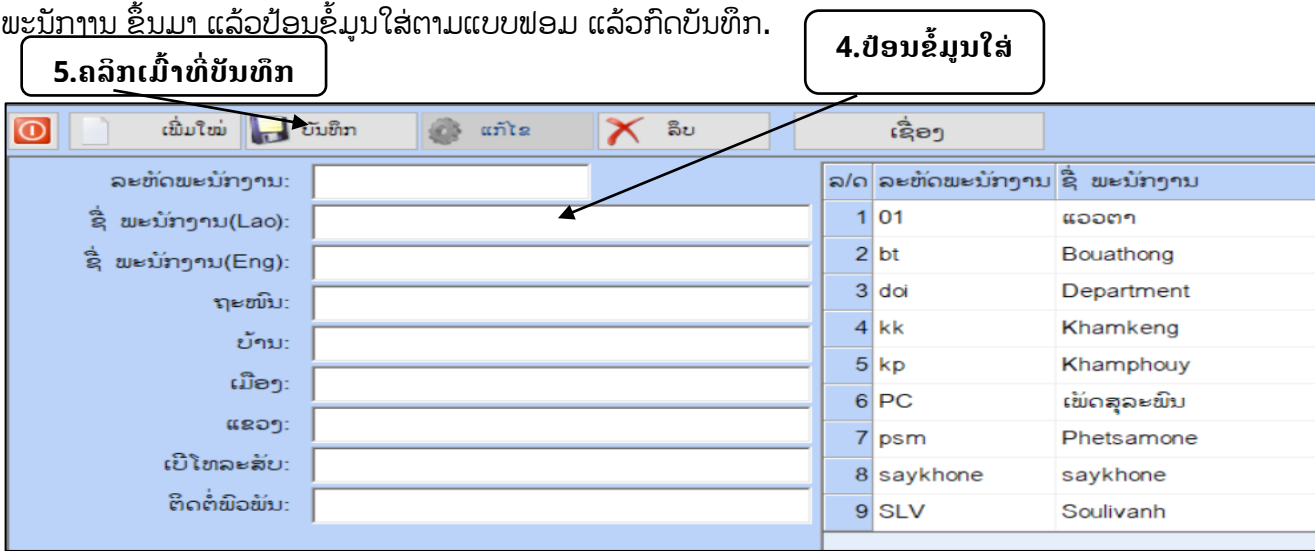 ພະນັກງານ ຂຶ້ນມາ ແລ້ວປ້ອນຂໍ້ມູນໃສ່ຕາມແບບຟອມ ແລ້ວກົດບັນທຶກ.
5.ຄລິກເມົ້າທີ່ບັນທຶກ
4.ປ້ອນຂໍ້ມູນໃສ່
ເພີ່ມໃໝ່ ບັນທຶກ ແກ້ໄຂ ລຶບ ເຊື່ອງ
ລະຫັດພະນັກງານ:
ຊື່ ພະນັກງານ(Lao):
ຊື່ ພະນັກງານ(Eng):
ຖະໜົນ:
ບ້ານ:
ເມືອງ:
ແຂວງ:
ເບີໂທລະສັບ:
ຕິດຕໍ່ພົວພັນ:
ລ/ດ ລະຫັດພະນັກງານ ຊື່ ພະນັກງານ
1 01 ແວວຕາ
2 bt Bouathong
3 doi Department
4 kk Khamkeng
5 kp Khamphouy
6 PC ເພັດສຸລະພົນ
7 psm Phetsamone
8 saykhone saykhone
9 SLV Soulivanh